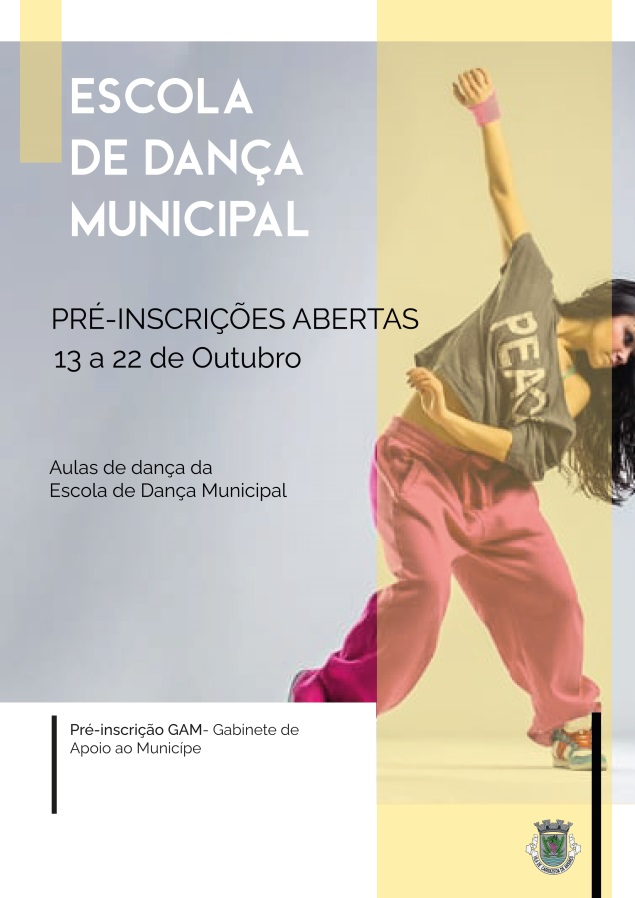 ESCOLA
DE DANÇA
MUNICIPAL
PRÉ-INSCRIÇÕES ABERTAS
13 a 22 de Outubro
PEAC
Aulas de dança da
Escola de Dança Municipal
Pré-inscrição GAM- Gabinete de
Apoio ao Municípe